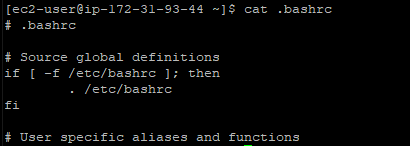 [ec2-user@ip-172-31-93-44 ~]$ cat .bashrc
# .bashrc

# Source global definitions
if [ -f /etc/bashrc ]; then
        . /etc/bashrc
fi

# User specific aliases and functions